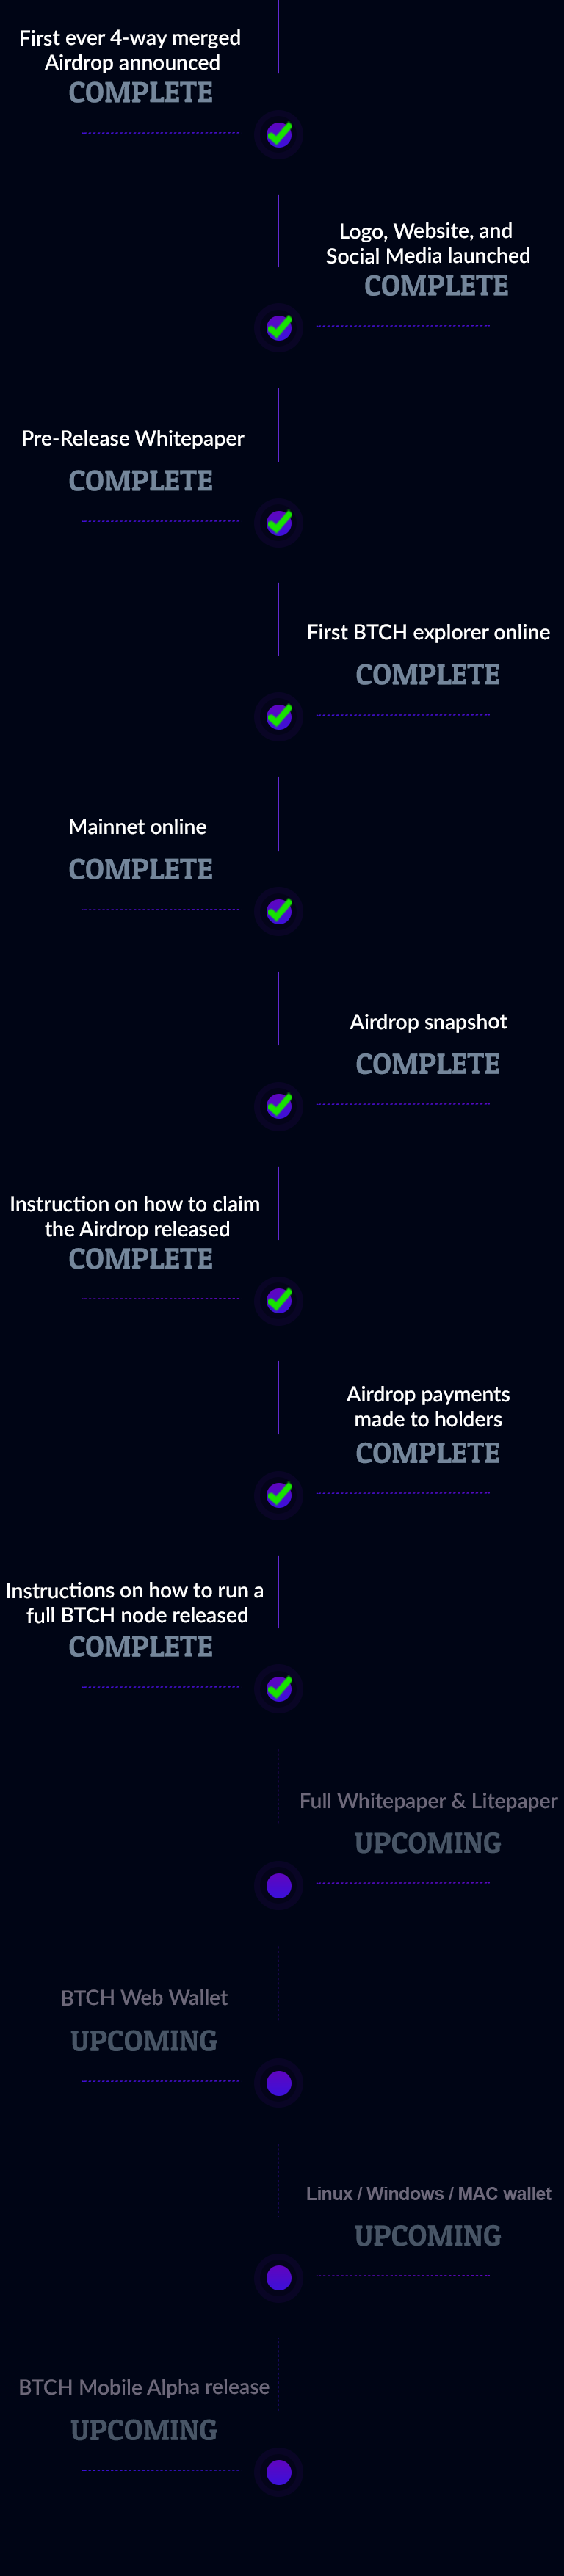 First ever 4-way merged
Airdrop announced
COMPLETE
Logo, Website, and
Social Media launched
COMPLETE
Pre-Release Whitepaper
COMPLETE
First BTCH explorer online
COMPLETE
Mainnet online
COMPLETE
Airdrop snapshot
COMPLETE
Instruction on how to claim
the Airdrop released
COMPLETE
Airdrop payments
made to holders
COMPLETE
Instructions on how to run a
full BTCH node released
COMPLETE
Full Whitepaper & Litepaper
UPCOMING
BTCH Web Wallet
UPCOMING
Linux / Windows / MAC wallet
UPCOMING
BTCH Mobile Alpha release
UPCOMING